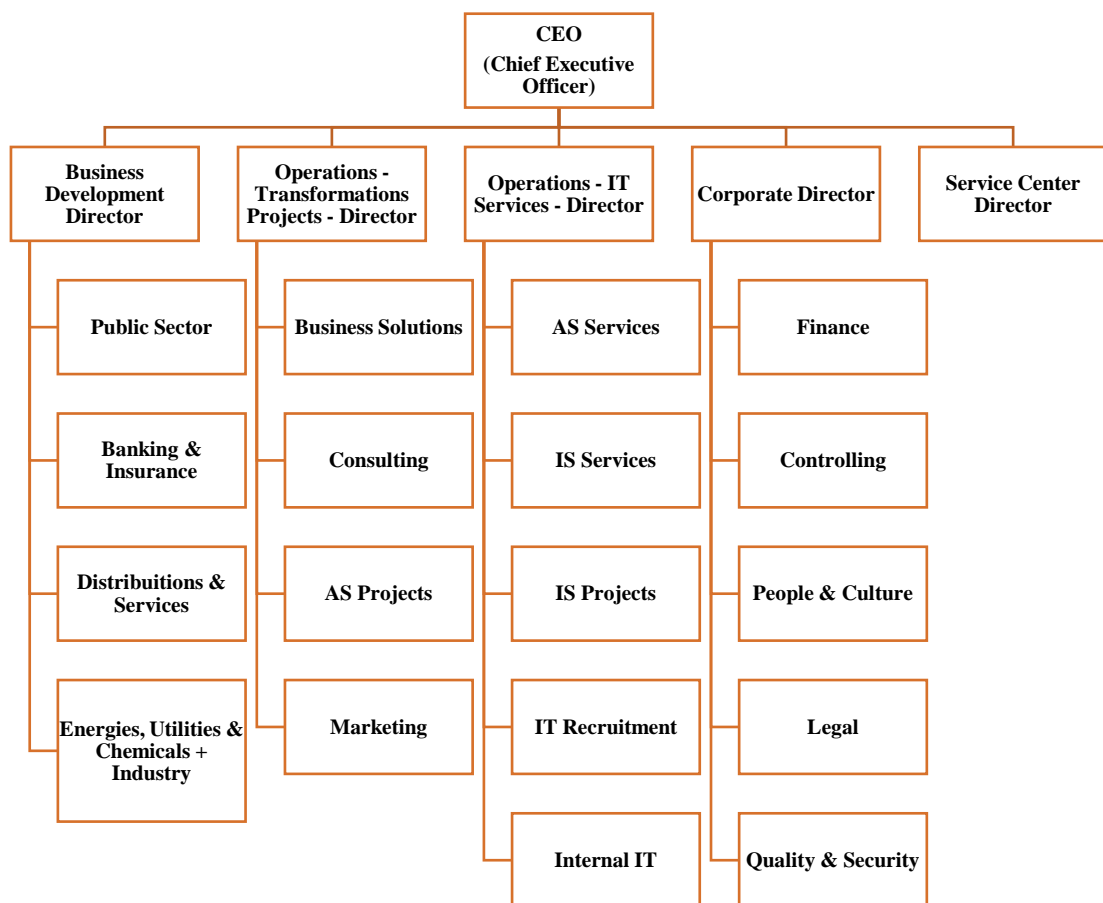 CEO
(Chief Executive
Officer)
Business
Development
Director
Operations -
Transformations
Projects - Director
Operations - IT
Services - Director
Corporate Director
Service Center
Director
Public Sector
Banking &
Insurance
Distribuitions &
Services
Energies, Utilities &
Chemicals +
Industry
Business Solutions
Consulting
AS Projects
Marketing
AS Services
IS Services
IS Projects
IT Recruitment
Internal IT
Finance
Controlling
People & Culture
Legal
Quality & Security